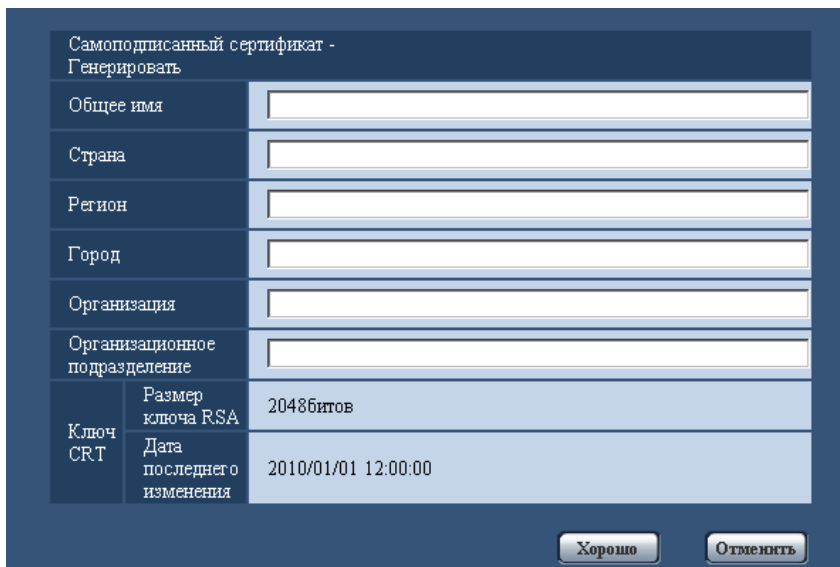 Самоподписанный сертификат -
Генерировать
Общее имя
Страна
Регион
Город
Организация
Организационное
подразделение
Ключ
CRT
Размер
ключа RSA
2048битов
Дата
последнего
изменения
2010/01/01 12:00:00
Хорошо
Отменить